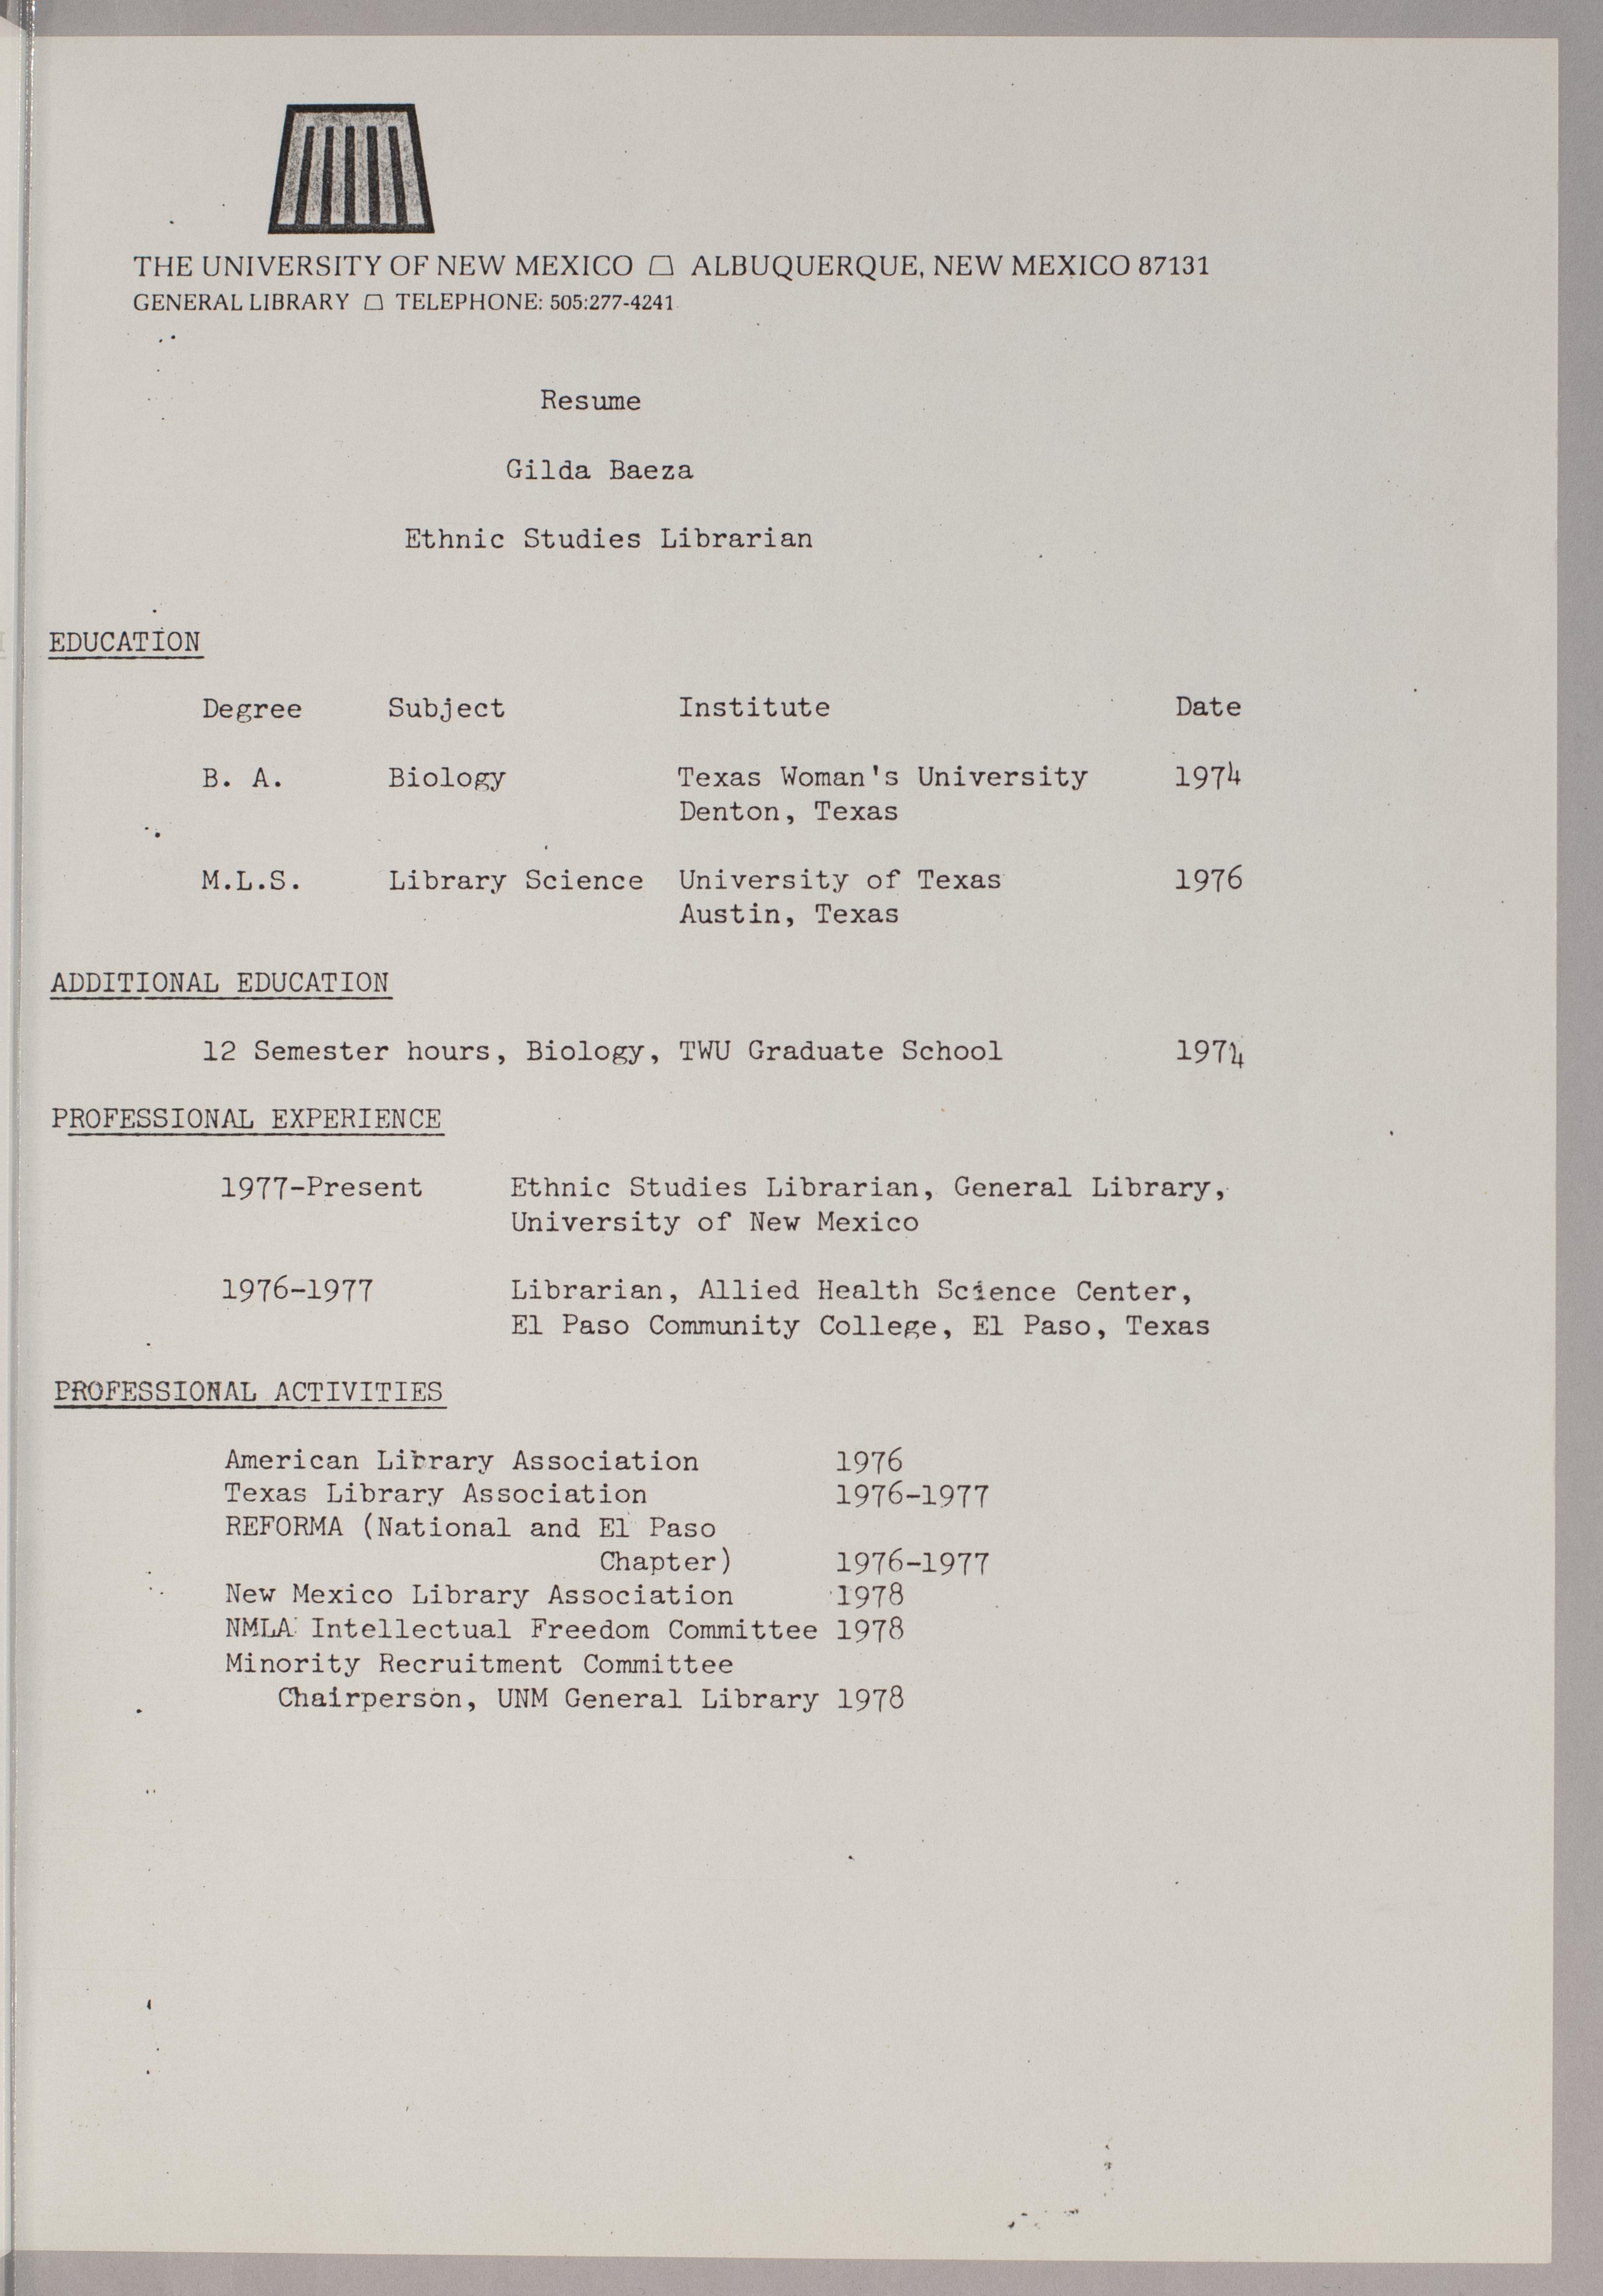 THE UNIVERSITY OF NEW MEXICO ALBUQUERQUE, NEW MEXICO 87131
GENERAL LIBRARY TELEPHONE: 505:277-4241
Resume
Gilda Baeza
Ethnic Studies Librarian
EDUCATION
Degree Subject Institute Date
B. A. Biology Texas Woman's University 1974
Denton, Texas
M.L.S. Library Science University of Texas 1976
Austin, Texas
ADDITIONAL EDUCATION
12 Semester hours, Biology, TWU Graduate School 1974
PROFESSIONAL EXPERIENCE
1977-Present Ethnic Studies Librarian, General Library,
University of New Mexico
1976-1977 Librarian, Allied Health Science Center,
El Paso Community College, El Paso, Texas
PROFESSIONAL ACTIVITIES
American Library Association 1976
Texas Library Association 1976-1977
REFORMA (National and El Paso
Chapter) 1976-1977
New Mexico Library Association 1978
NMLA Intellectual Freedom Committee 1978
Minority Recruitment Committee
Chairperson, UNM General Library 1978